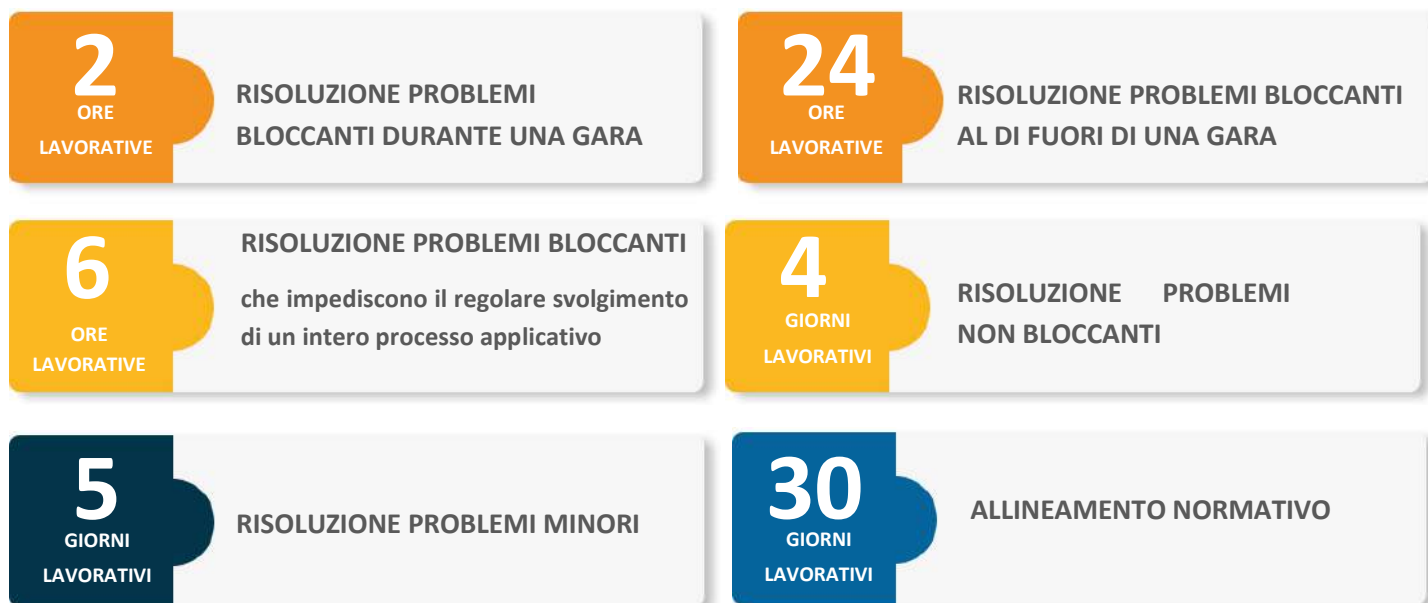 2
ORE
LAVORATIVE
RISOLUZIONE PROBLEMI
BLOCCANTI DURANTE UNA GARA
24
ORE
LAVORATIVE
RISOLUZIONE PROBLEMI BLOCCANTI
AL DI FUORI DI UNA GARA
6
ORE
LAVORATIVE
RISOLUZIONE PROBLEMI BLOCCANTI
che impediscono il regolare svolgimento
di un intero processo applicativo
4
GIORNI
LAVORATIVI
RISOLUZIONE PROBLEMI
NON BLOCCANTI
5
GIORNI
LAVORATIVI
RISOLUZIONE PROBLEMI MINORI
30
GIORNI
LAVORATIVI
ALLINEAMENTO NORMATIVO